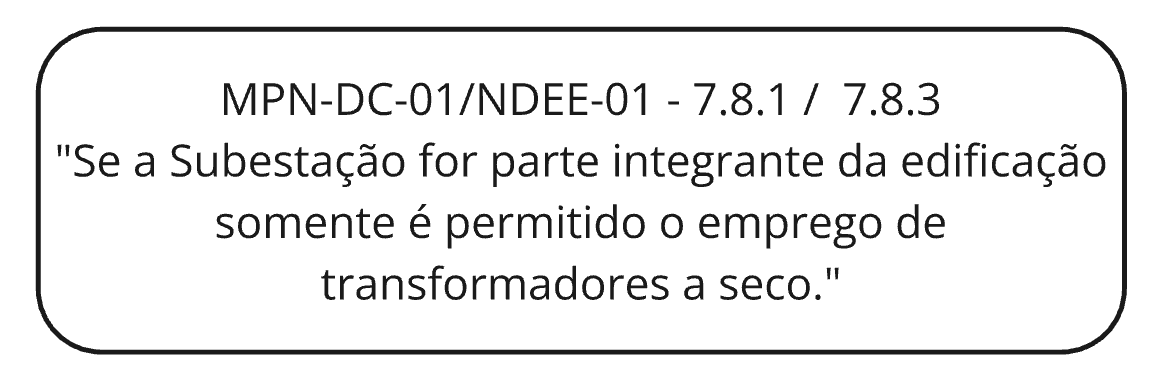 MPN-DC-01/NDEE-01 - 7.8.1 /  7.8.3
"Se a Subestação for parte integrante da edificação
somente é permitido o emprego de
transformadores a seco."